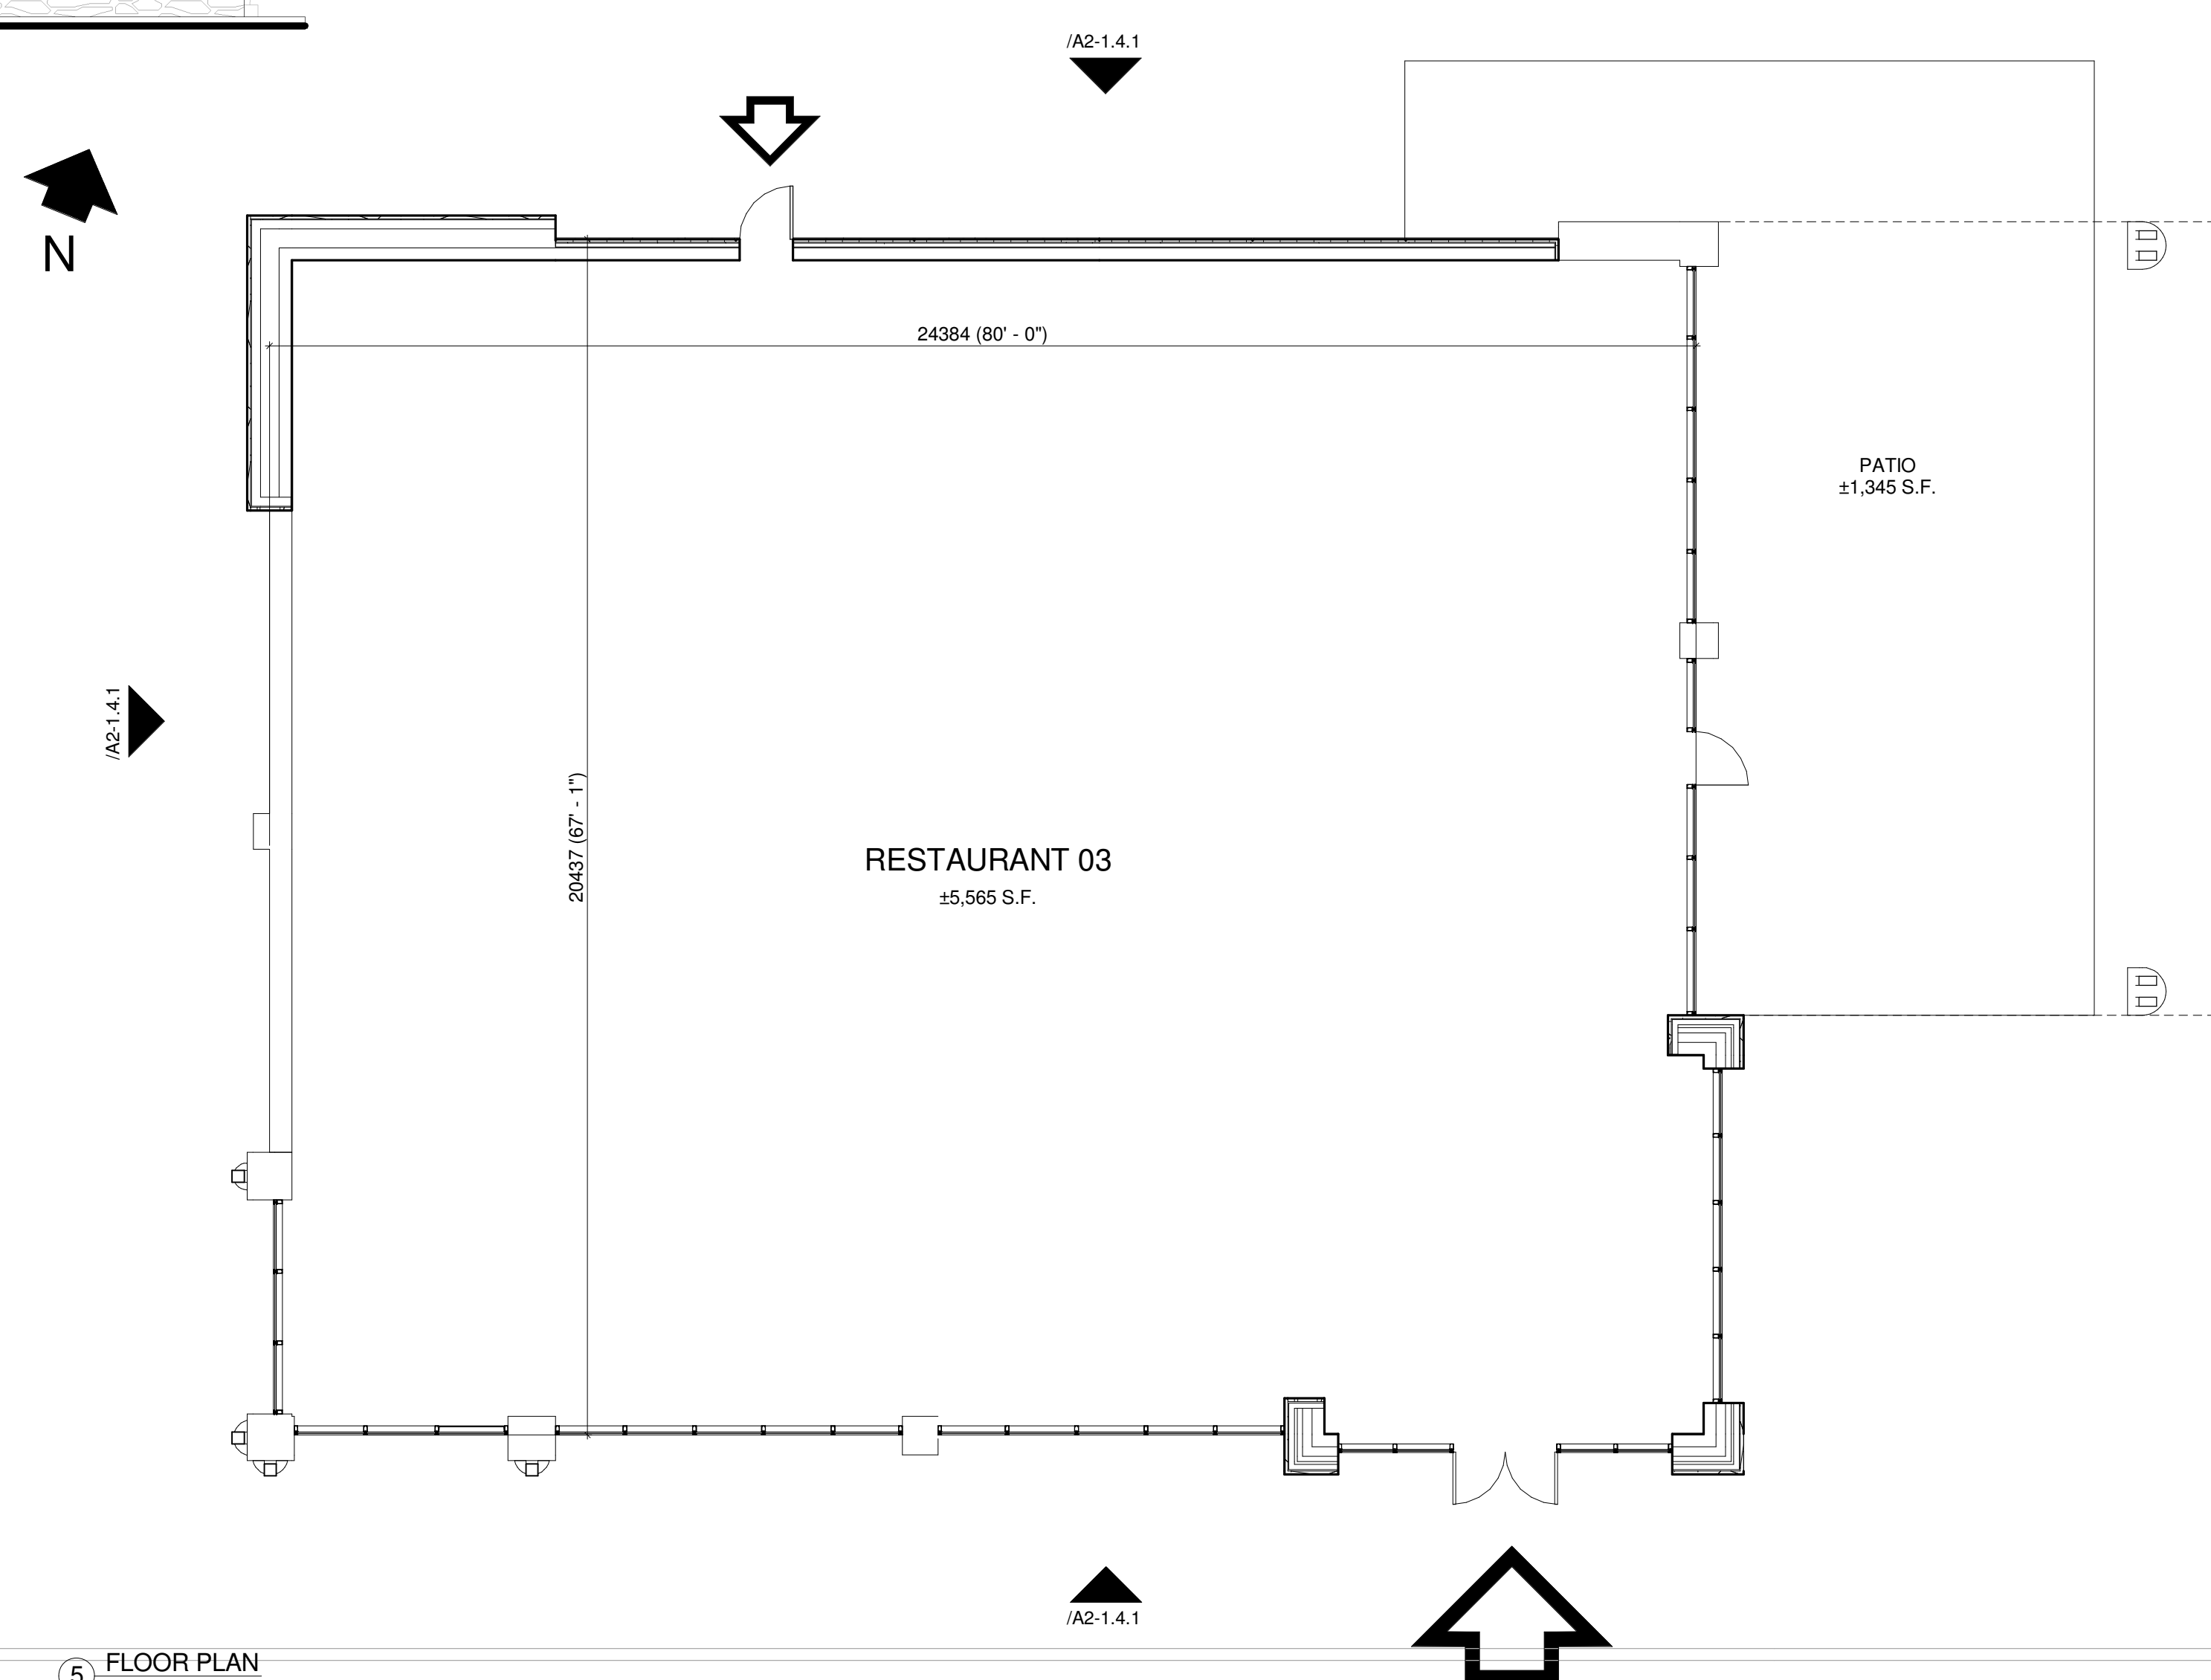 /A2-1.4.1
N
24384 (80' - 0")
PATIO
±1,345 S.F.
/A2-1.4.1
20437 (67' - 1")
RESTAURANT 03
±5,565 S.F.
/A2-1.4.1
5 FLOOR PLAN